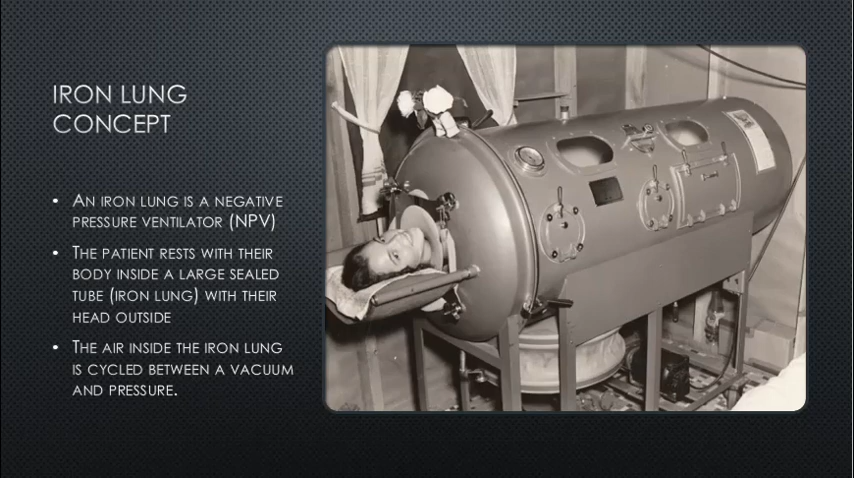 IRON LUNG
CONCEPT
• AN IRON LUNG IS A NEGATIVE
PRESSURE VENTILATOR (NPV)
• THE PATIENT RESTS WITH THEIR
BODY INSIDE A LARGE SEALED
TUBE (IRON LUNG) WITH THEIR
HEAD OUTSIDE
• THE AIR INSIDE THE IRON LUNG
IS CYCLED BETWEEN A VACUUM
AND PRESSURE.